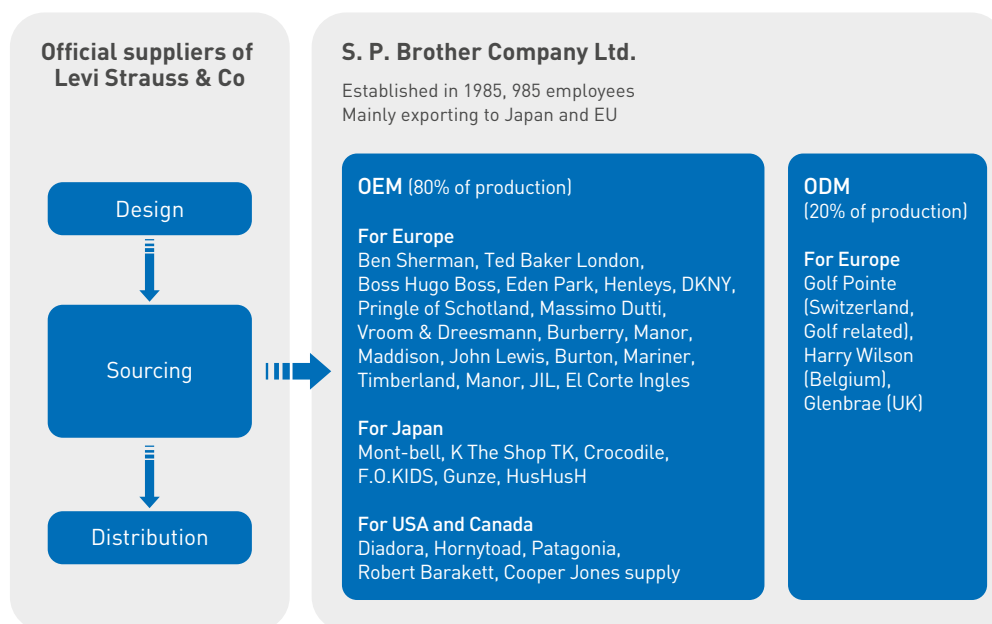 Official suppliers of
Levi Strauss & Co
Design
Sourcing
Distribution
S. P. Brother Company Ltd.
Established in 1985, 985 employees
Mainly exporting to Japan and EU
OEM (80% of production)
For Europe
Ben Sherman, Ted Baker London,
Boss Hugo Boss, Eden Park, Henleys, DKNY,
Pringle of Schotland, Massimo Dutti,
Vroom & Dreesmann, Burberry, Manor,
Maddison, John Lewis, Burton, Mariner,
Timberland, Manor, JIL, El Corte Ingles
For Japan
Mont-bell, K The Shop TK, Crocodile,
F.O.KIDS, Gunze, HusHusH
For USA and Canada
Diadora, Hornytoad, Patagonia,
Robert Barakett, Cooper Jones supply
ODM
(20% of production)
For Europe
Golf Pointe
(Switzerland,
Golf related),
Harry Wilson
(Belgium),
Glenbrae (UK)